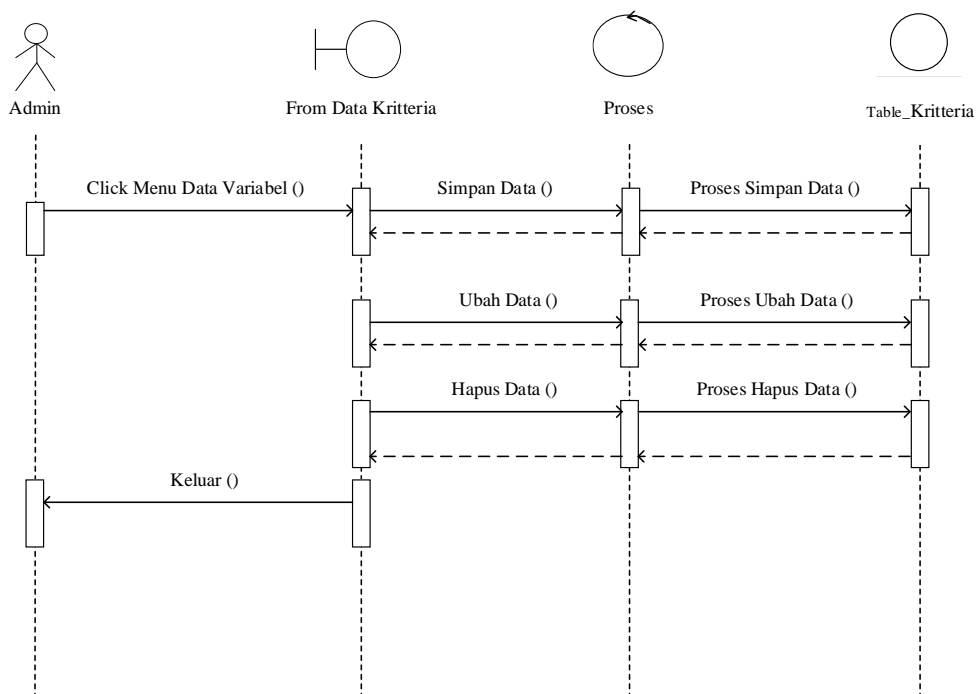 Admin
From Data Kritteria
Proses
Table_Kritteria
Click Menu Data Variabel ()
Simpan Data ()
Proses Simpan Data ()
Ubah Data ()
Proses Ubah Data ()
Hapus Data ()
Proses Hapus Data ()
Keluar ()